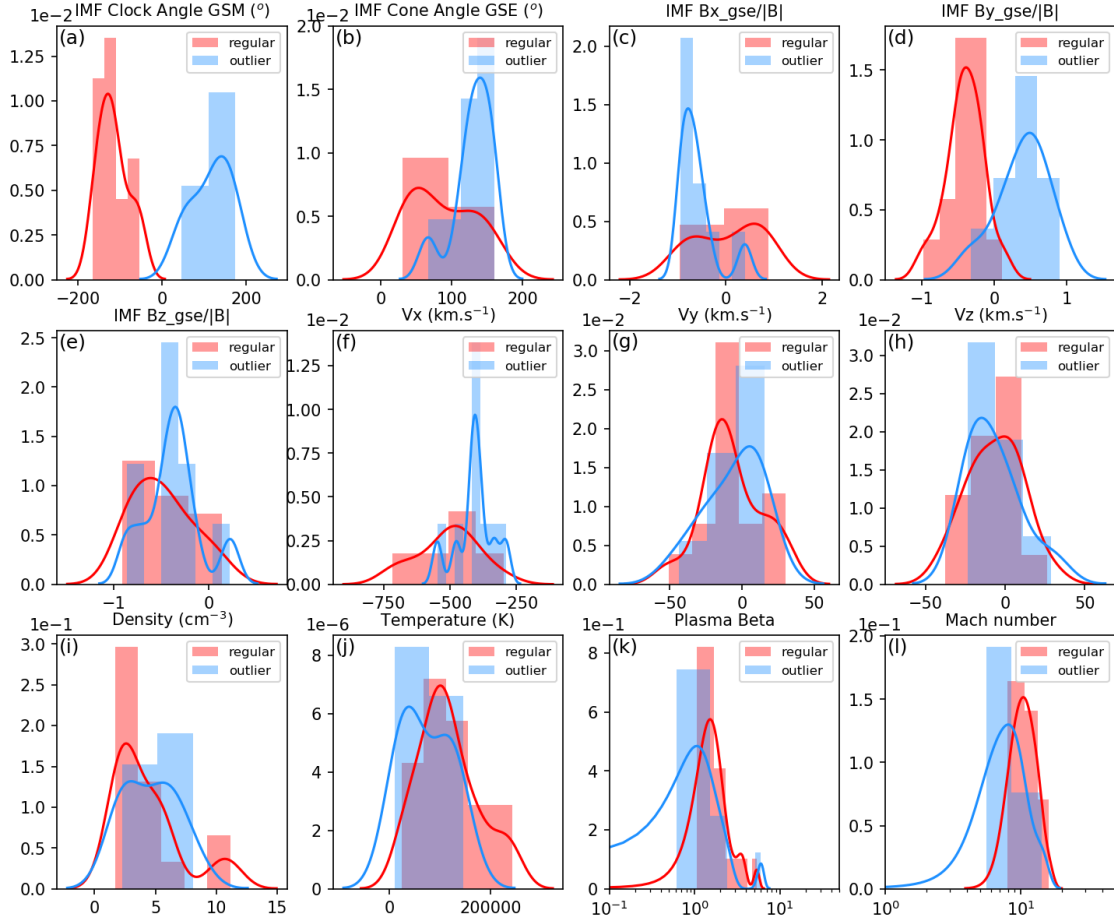 IMF Clock Angle GSM (°) IMF Cone Angle GSE (°) IMF Bx_gse/|B| IMF By_gse/|B|
1e−2 1e−2
(a) (b) (c) (d)
regular regular regular regular
outlier outlier outlier outlier
1.50 1.25 1.00 0.75 0.50 0.25 0.00
2.0 1.5 1.0 0.5 0.0
2.0 1.5 1.0 0.5 0.0
1.5 1.0 0.5 0.0
−200 0 200
0 100 200
−2 0 2
−1 0 1
IMF Bz_gse/|B| Vx (km.s⁻¹) Vy (km.s⁻¹) Vz (km.s⁻¹)
1e−2 1e−2 1e−2
(e) (f) (g) (h)
regular regular regular regular
outlier outlier outlier outlier
2.5 2.0 1.5 1.0 0.5 0.0
1.25 1.00 0.75 0.50 0.25 0.00
3.0 2.5 2.0 1.5 1.0 0.5 0.0
3.0 2.5 2.0 1.5 1.0 0.5 0.0
−1 0
−750 −500 −250
−50 0 50
−50 0 50
Density (cm⁻³) Temperature (K) Plasma Beta Mach number
1e−1 1e−6 1e−1 1e−1
(i) (j) (k) (l)
regular regular regular regular
outlier outlier outlier outlier
3.0 2.5 2.0 1.5 1.0 0.5 0.0
8 6 4 2 0
8 6 4 2 0
2.0 1.5 1.0 0.5 0.0
0 5 10 15
0 200000
10⁻¹ 10⁰ 10¹
10⁰ 10¹